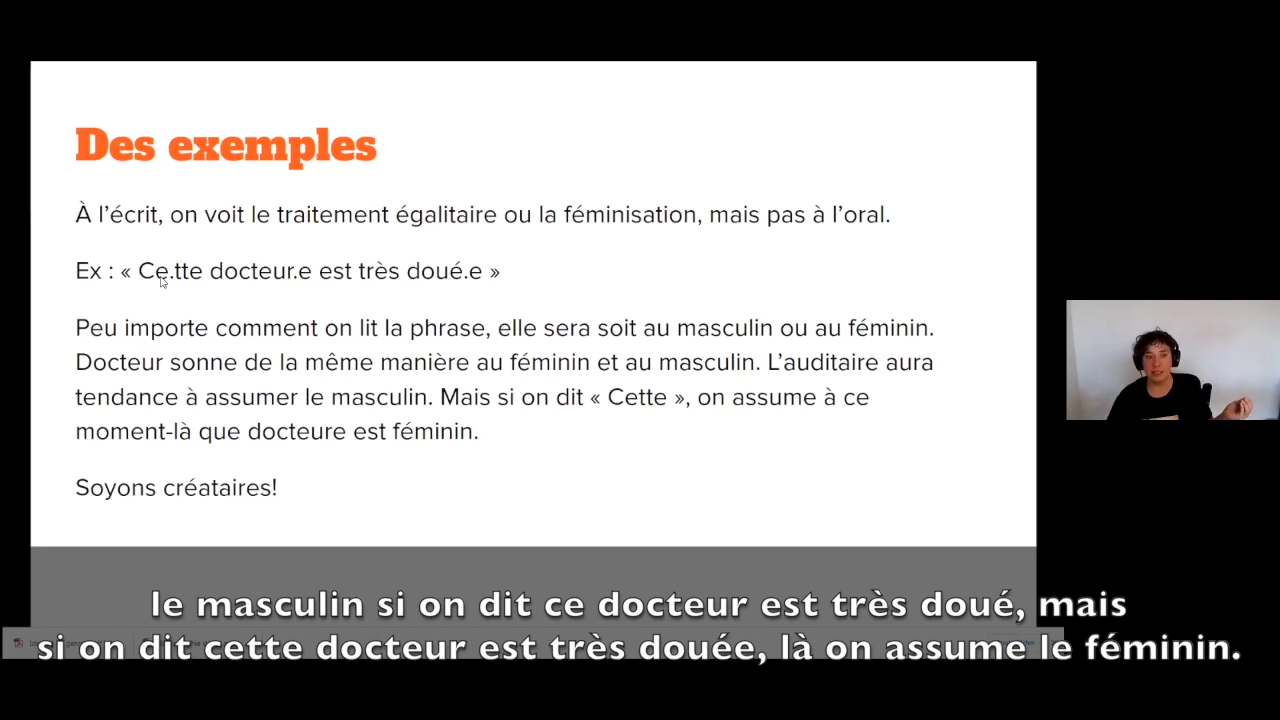 Des exemples
À l’écrit, on voit le traitement égalitaire ou la féminisation, mais pas à l’oral.
Ex : « Ce.tte docteur.e est très doué.e »
Peu importe comment on lit la phrase, elle sera soit au masculin ou au féminin.
Docteur sonne de la même manière au féminin et au masculin. L’auditaire aura
tendance à assumer le masculin. Mais si on dit « Cette », on assume à ce
moment-là que docteure est féminin.
Soyons créataires!
le masculin si on dit ce docteur est très doué, mais
si on dit cette docteur est très douée, là on assume le féminin.